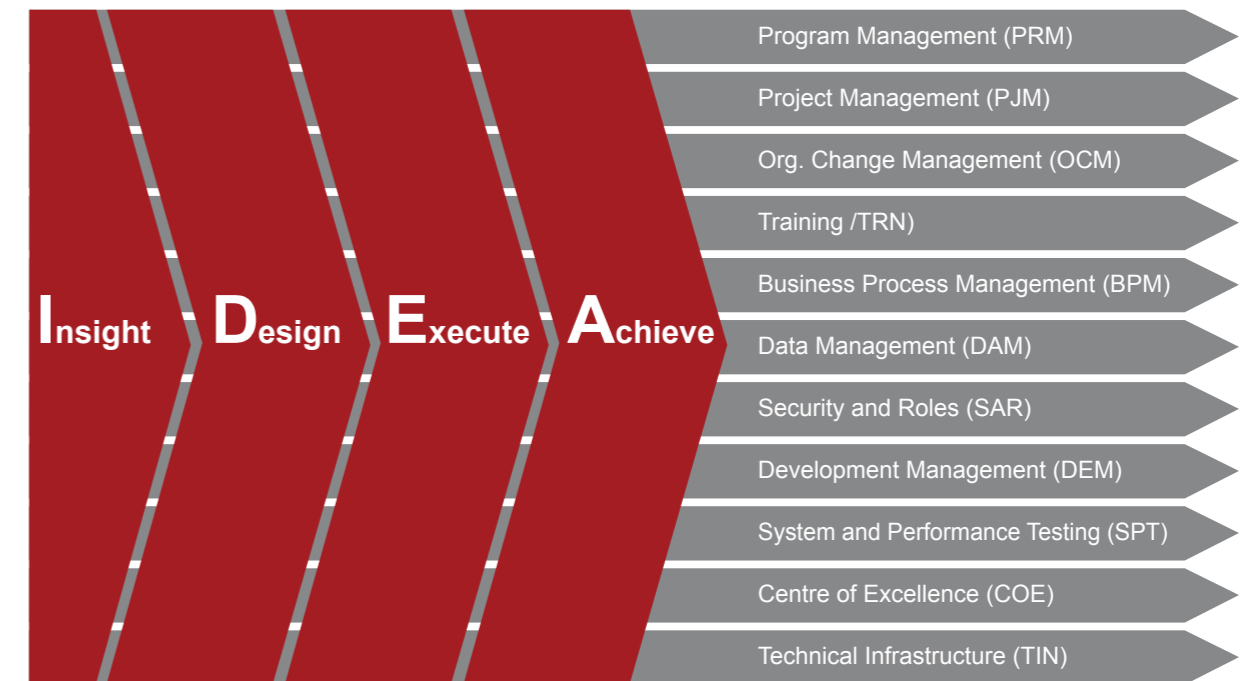 Insight
Design
Execute
Achieve
Program Management (PRM)
Project Management (PJM)
Org. Change Management (OCM)
Training /TRN)
Business Process Management (BPM)
Data Management (DAM)
Security and Roles (SAR)
Development Management (DEM)
System and Performance Testing (SPT)
Centre of Excellence (COE)
Technical Infrastructure (TIN)